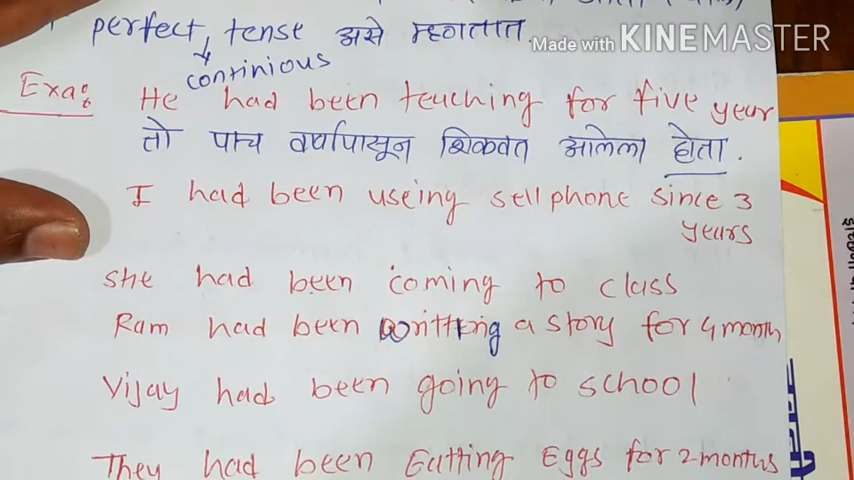 perfect, tense असे म्हणतात.
Made with KINEMASTER
continious
Exa:
He had been teaching for five year
तो पाच वर्षापासून शिकवत आलेला होता.
I had been useing sellphone since 3
years
she had been coming to class
Ram had been writting a story for 4 month
Vijay had been going to school
They had been Eatting Eggs for 2 months